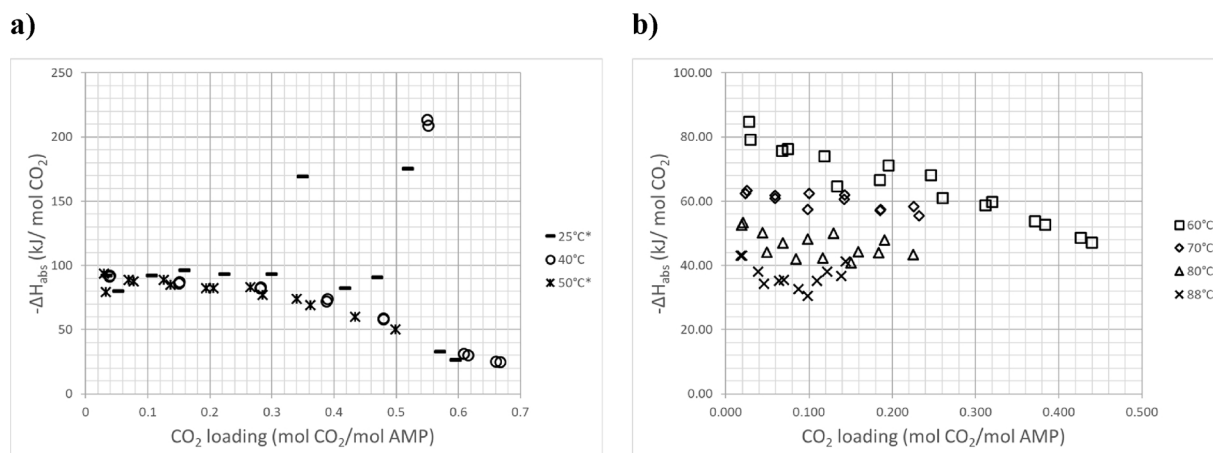 a)
250
200
150
100
50
0
0
0.1
0.2
0.3
0.4
0.5
0.6
0.7
-ΔHabs (kJ/ mol CO2)
CO2 loading (mol CO2/mol AMP)
25°C*
40°C
50°C*
b)
100.00
80.00
60.00
40.00
20.00
0.00
0.000
0.100
0.200
0.300
0.400
0.500
-ΔHabs (kJ/ mol CO2)
CO2 loading (mol CO2/mol AMP)
60°C
70°C
80°C
88°C